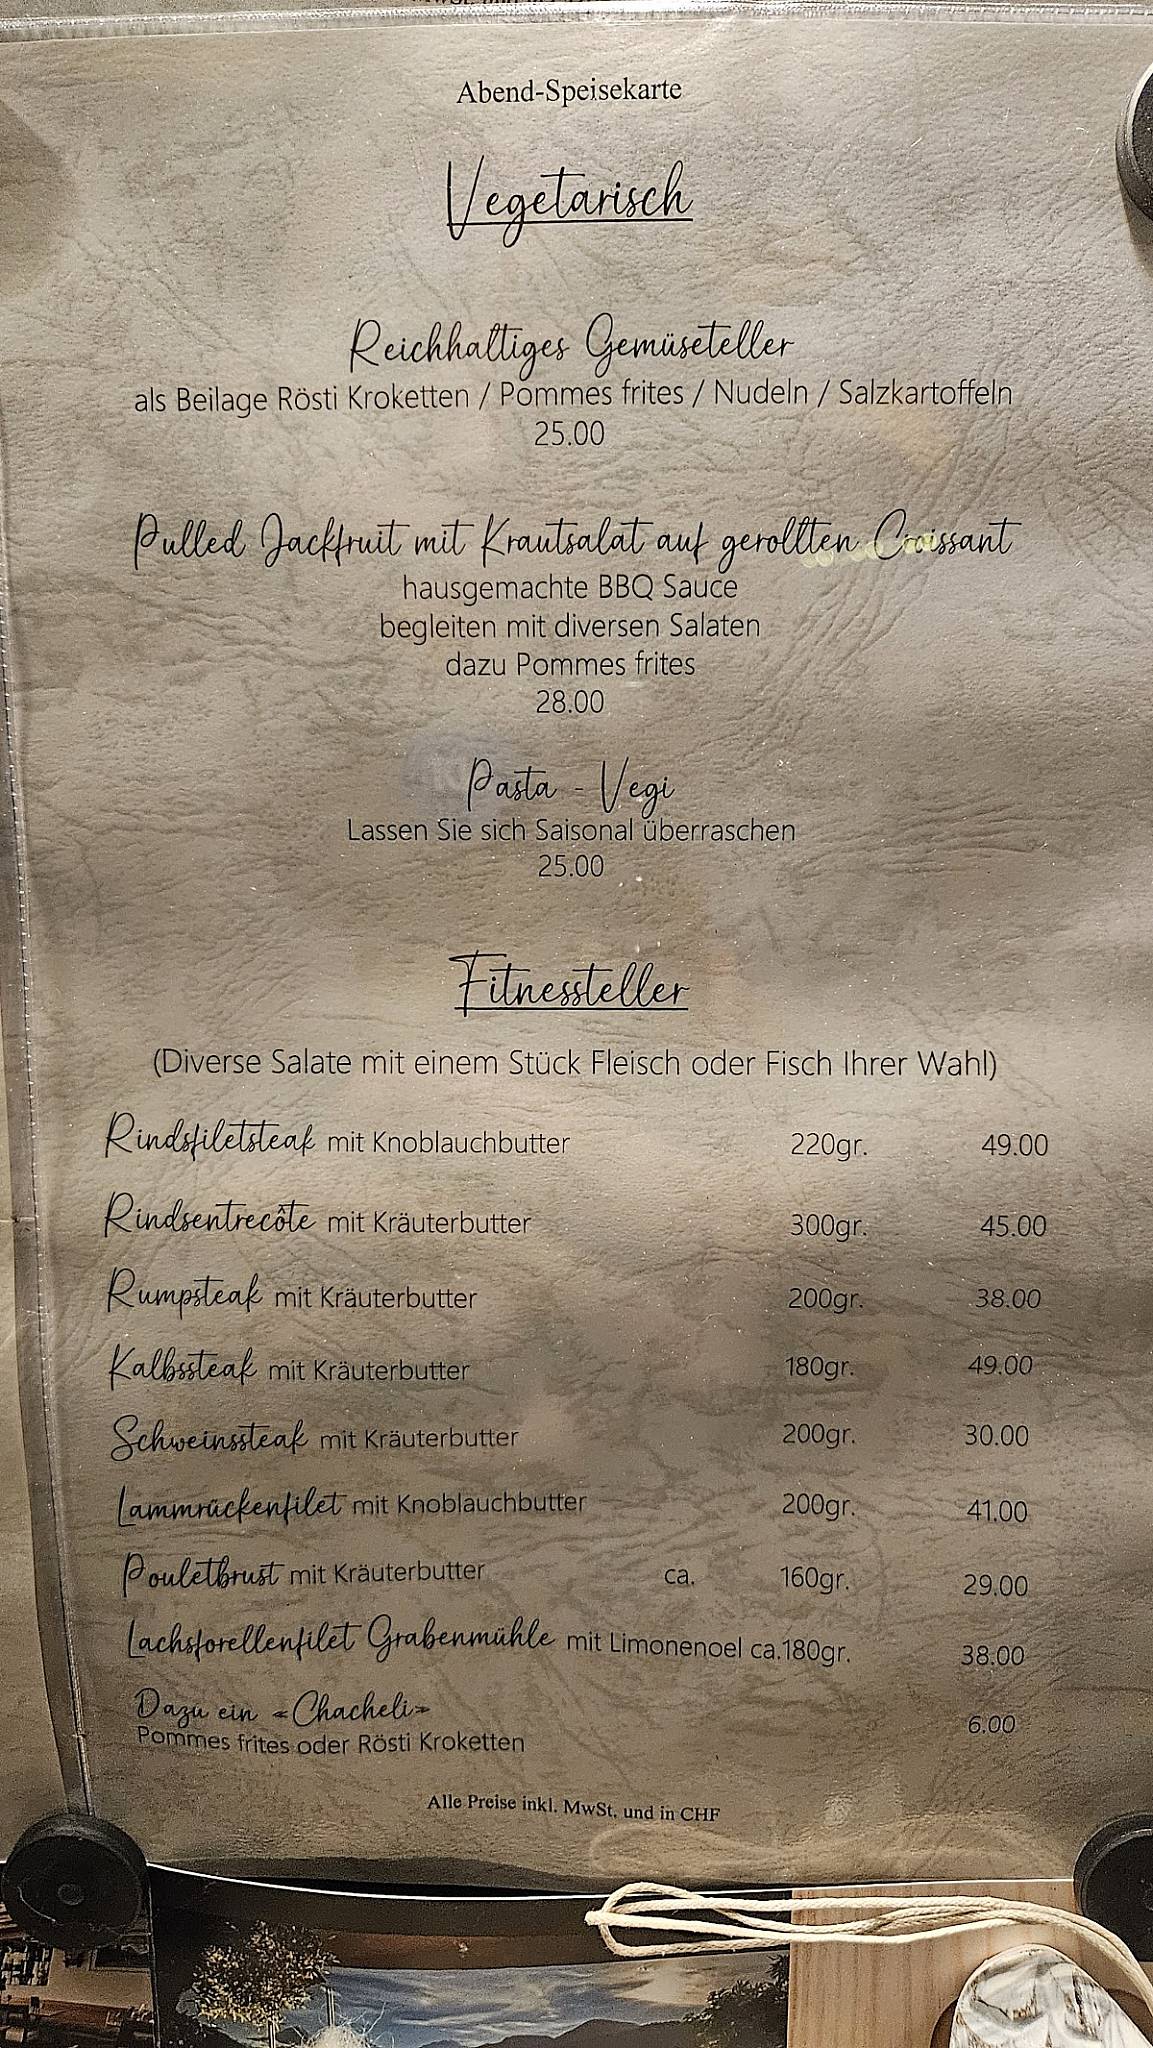 Abend-Speisekarte
Vegetarisch
Reichhaltiges Gemüseteller
als Beilage Rösti Kroketten / Pommes frites / Nudeln / Salzkartoffeln
25.00
Pulled Jackfruit mit Krautsalat auf gerollten Croissant
hausgemachte BBQ Sauce
begleiten mit diversen Salaten
dazu Pommes frites
28.00
Pasta - Vegi
Lassen Sie sich Saisonal überraschen
25.00
Fitnessteller
(Diverse Salate mit einem Stück Fleisch oder Fisch Ihrer Wahl)
Rindsfiletsteak mit Knoblauchbutter 220gr. 49.00
Rindsentrecôte mit Kräuterbutter 300gr. 45.00
Rumpsteak mit Kräuterbutter 200gr. 38.00
Kalbssteak mit Kräuterbutter 180gr. 49.00
Schweinssteak mit Kräuterbutter 200gr. 30.00
Lammrückenfilet mit Knoblauchbutter 200gr. 41.00
Pouletbrust mit Kräuterbutter ca. 160gr. 29.00
Lachsforellenfilet Grabenmühle mit Limonenoel ca.180gr. 38.00
Dazu ein «Chacheli» 6.00
Pommes frites oder Rösti Kroketten
Alle Preise inkl. MwSt. und in CHF